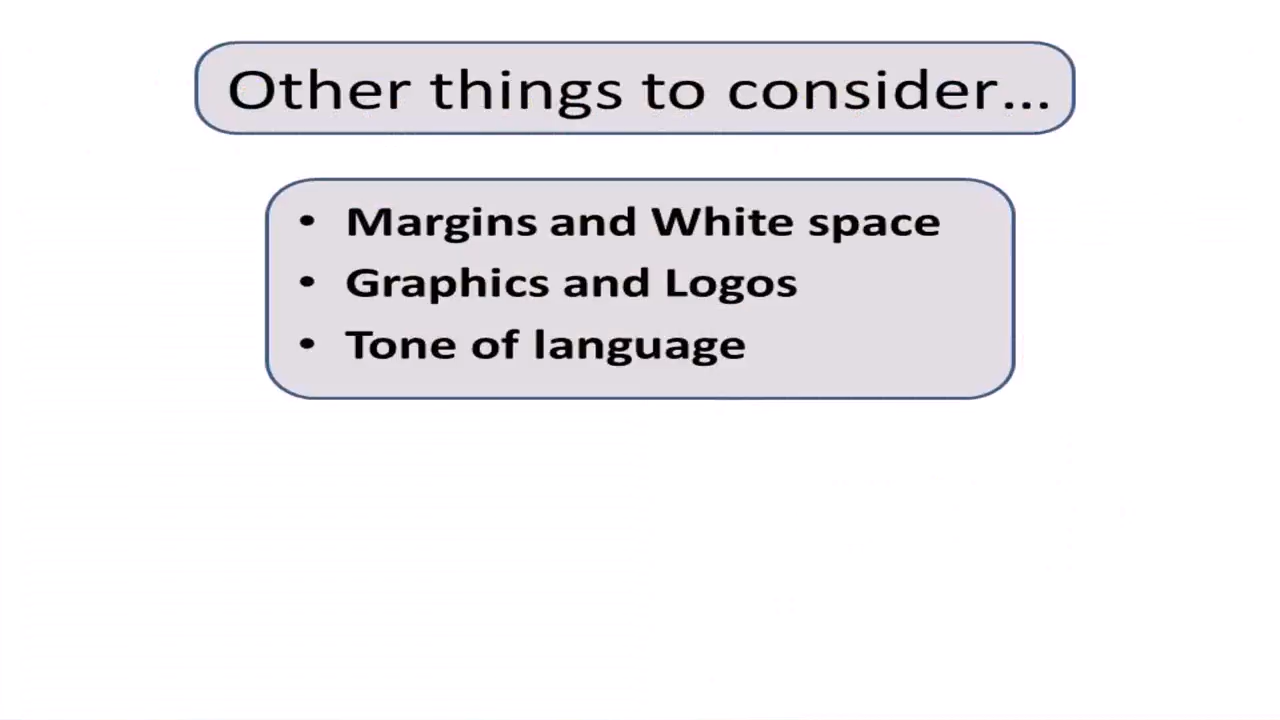 Other things to consider...
• Margins and White space
• Graphics and Logos
• Tone of language